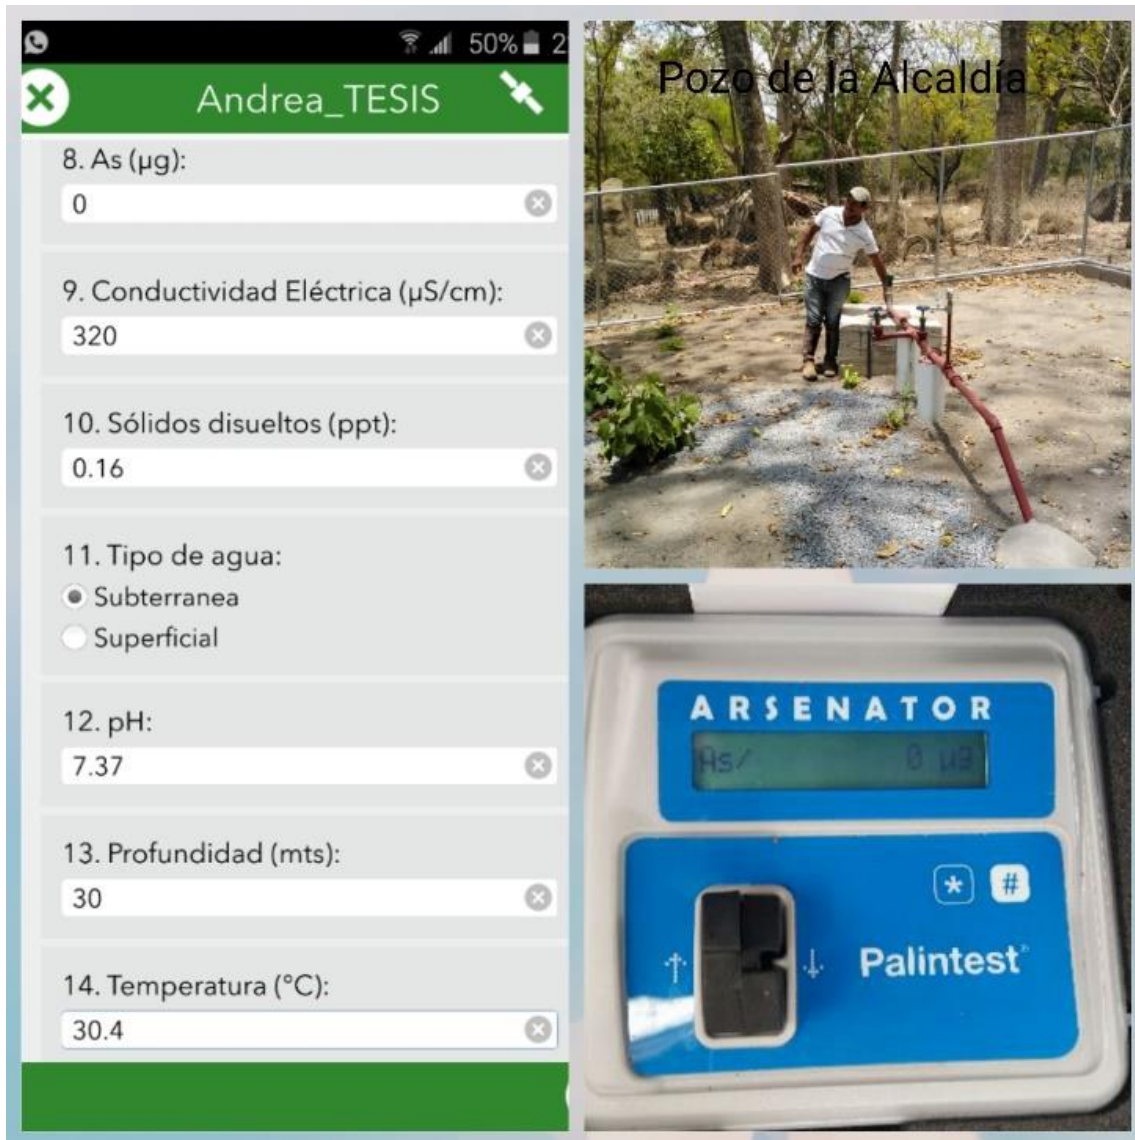 50% 2
Andrea_TESIS
8. As (µg):
0
9. Conductividad Eléctrica (µS/cm):
320
10. Sólidos disueltos (ppt):
0.16
11. Tipo de agua:
Subterranea
Superficial
12. pH:
7.37
13. Profundidad (mts):
30
14. Temperatura (°C):
30.4
Pozo de la Alcaldía
ARSENATOR
As/ 0 µg
* #
Palintest